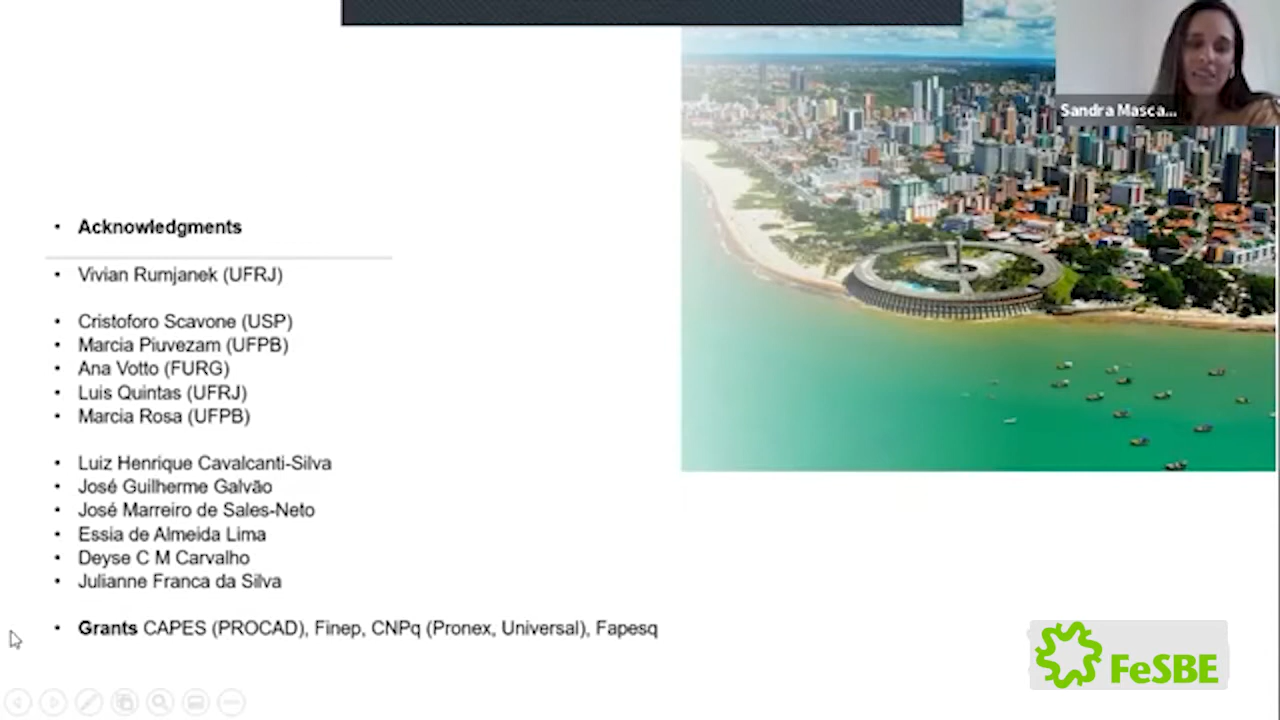 Sandra Masca...
Acknowledgments
Vivian Rumjanek (UFRJ)
Cristoforo Scavone (USP)
Marcia Piuvezam (UFPB)
Ana Votto (FURG)
Luis Quintas (UFRJ)
Marcia Rosa (UFPB)
Luiz Henrique Cavalcanti-Silva
José Guilherme Galvão
José Marreiro de Sales-Neto
Essia de Almeida Lima
Deyse C M Carvalho
Julianne Franca da Silva
Grants CAPES (PROCAD), Finep, CNPq (Pronex, Universal), Fapesq
FeSBE